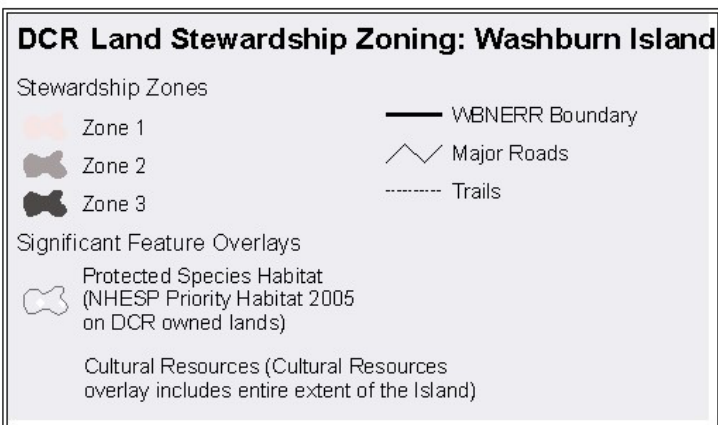 DCR Land Stewardship Zoning: Washburn Island
Stewardship Zones
Zone 1
Zone 2
Zone 3
WBNERR Boundary
Major Roads
Trails
Significant Feature Overlays
Protected Species Habitat
(NHESP Priority Habitat 2005
on DCR owned lands)
Cultural Resources (Cultural Resources
overlay includes entire extent of the Island)